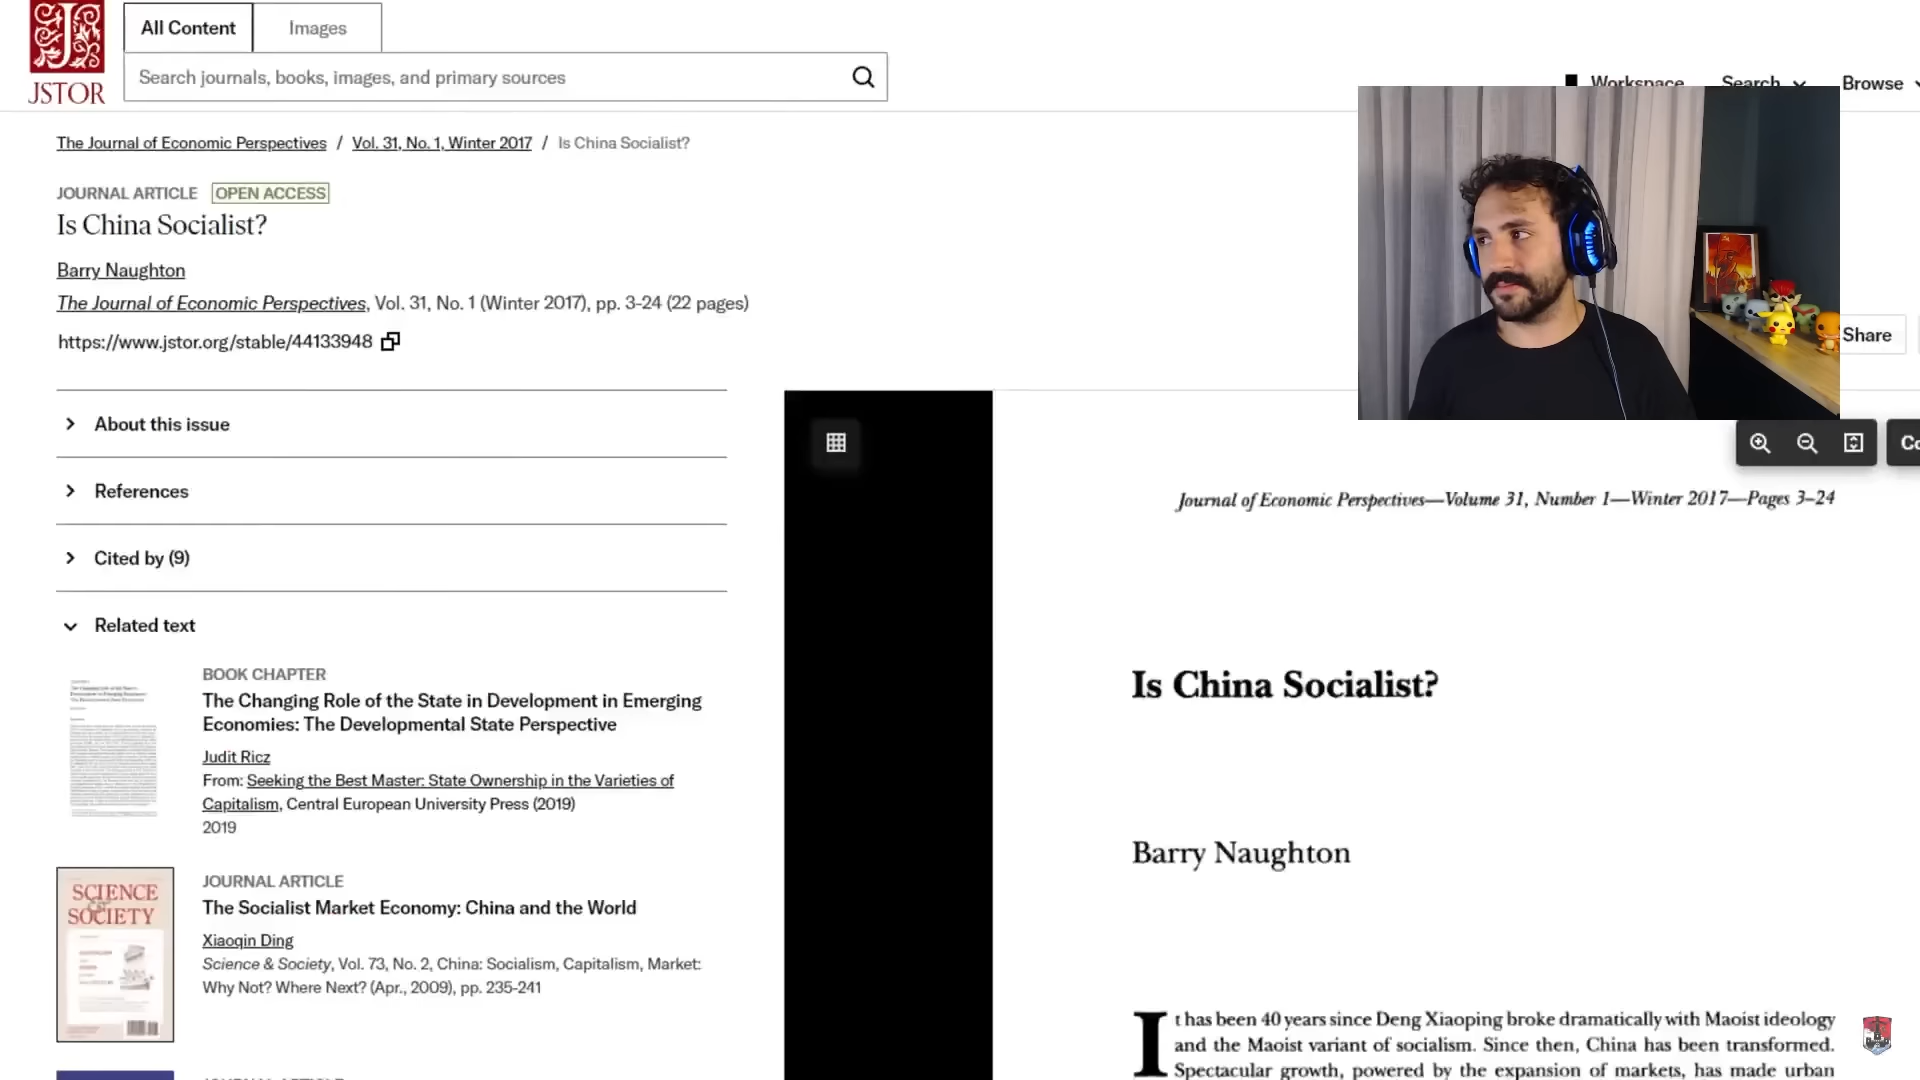 All Content
Images
Search journals, books, images, and primary sources
JSTOR
Workspace
Search
Browse
The Journal of Economic Perspectives / Vol. 31, No. 1, Winter 2017 / Is China Socialist?
JOURNAL ARTICLE OPEN ACCESS
Is China Socialist?
Barry Naughton
The Journal of Economic Perspectives, Vol. 31, No. 1 (Winter 2017), pp. 3-24 (22 pages)
https://www.jstor.org/stable/44133948
Share
About this issue
References
Cited by (9)
Related text
BOOK CHAPTER
The Changing Role of the State in Development in Emerging
Economies: The Developmental State Perspective
Judit Ricz
From: Seeking the Best Master: State Ownership in the Varieties of
Capitalism, Central European University Press (2019)
2019
SCIENCE
&
SOCIETY
JOURNAL ARTICLE
The Socialist Market Economy: China and the World
Xiaoqin Ding
Science & Society, Vol. 73, No. 2, China: Socialism, Capitalism, Market:
Why Not? Where Next? (Apr., 2009), pp. 235-241
JOURNAL ARTICLE
Co
Journal of Economic Perspectives—Volume 31, Number 1—Winter 2017—Pages 3–24
Is China Socialist?
Barry Naughton
It has been 40 years since Deng Xiaoping broke dramatically with Maoist ideology
and the Maoist variant of socialism. Since then, China has been transformed.
Spectacular growth, powered by the expansion of markets, has made urban